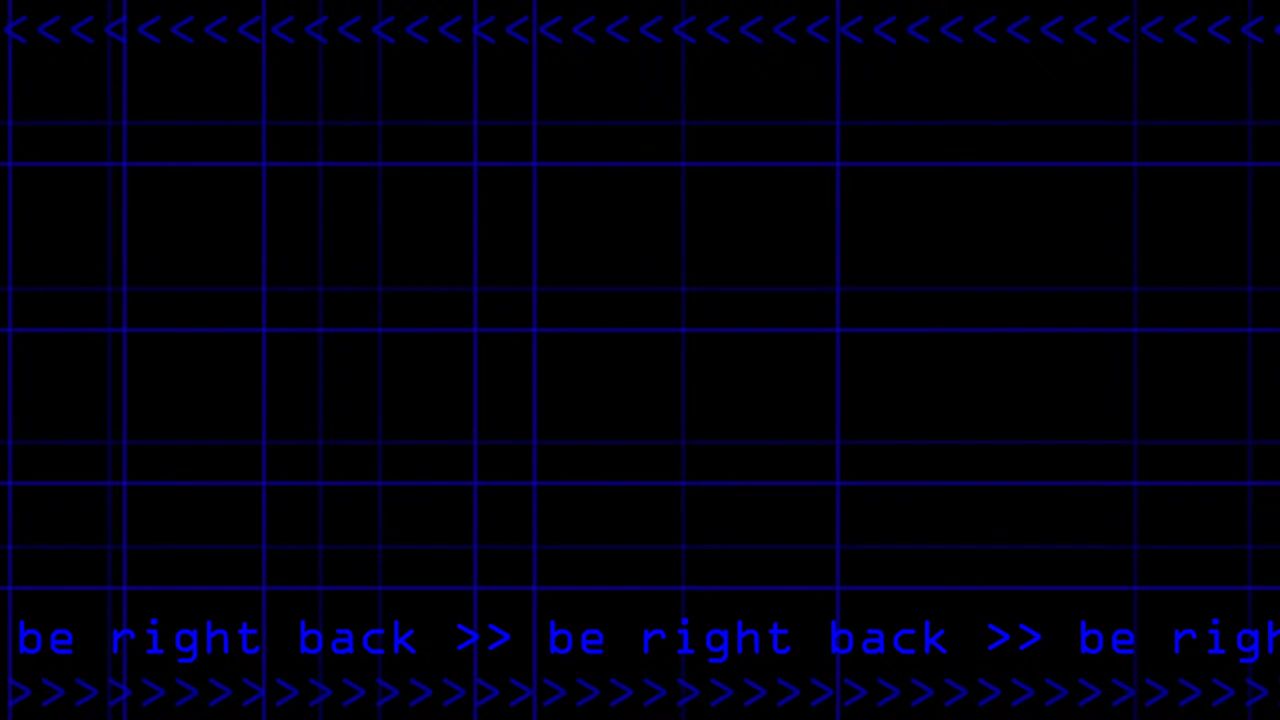 < < < < < < < < < < < < < < < < < < < < < < < < < < < < < < < < < < < < < <
be right back >> be right back >> be righ
> > > > > > > > > > > > > > > > > > > > > > > > > > > > > > > > > > > > > >